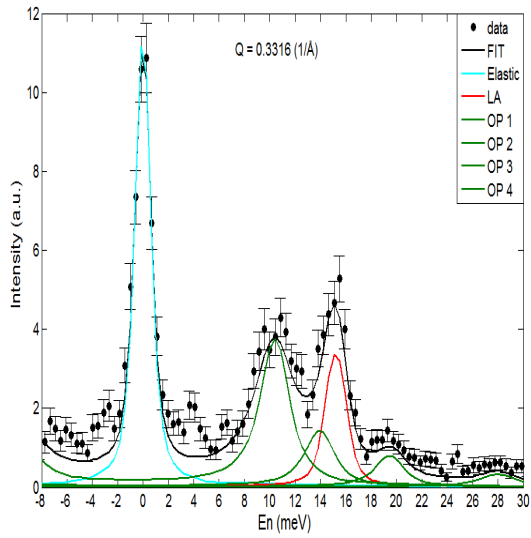 Q = 0.3316 (1/Å)
data
FIT
Elastic
LA
OP 1
OP 2
OP 3
OP 4
Intensity (a.u.)
12
10
8
6
4
2
0
-8 -6 -4 -2 0 2 4 6 8 10 12 14 16 18 20 22 24 26 28 30
En (meV)